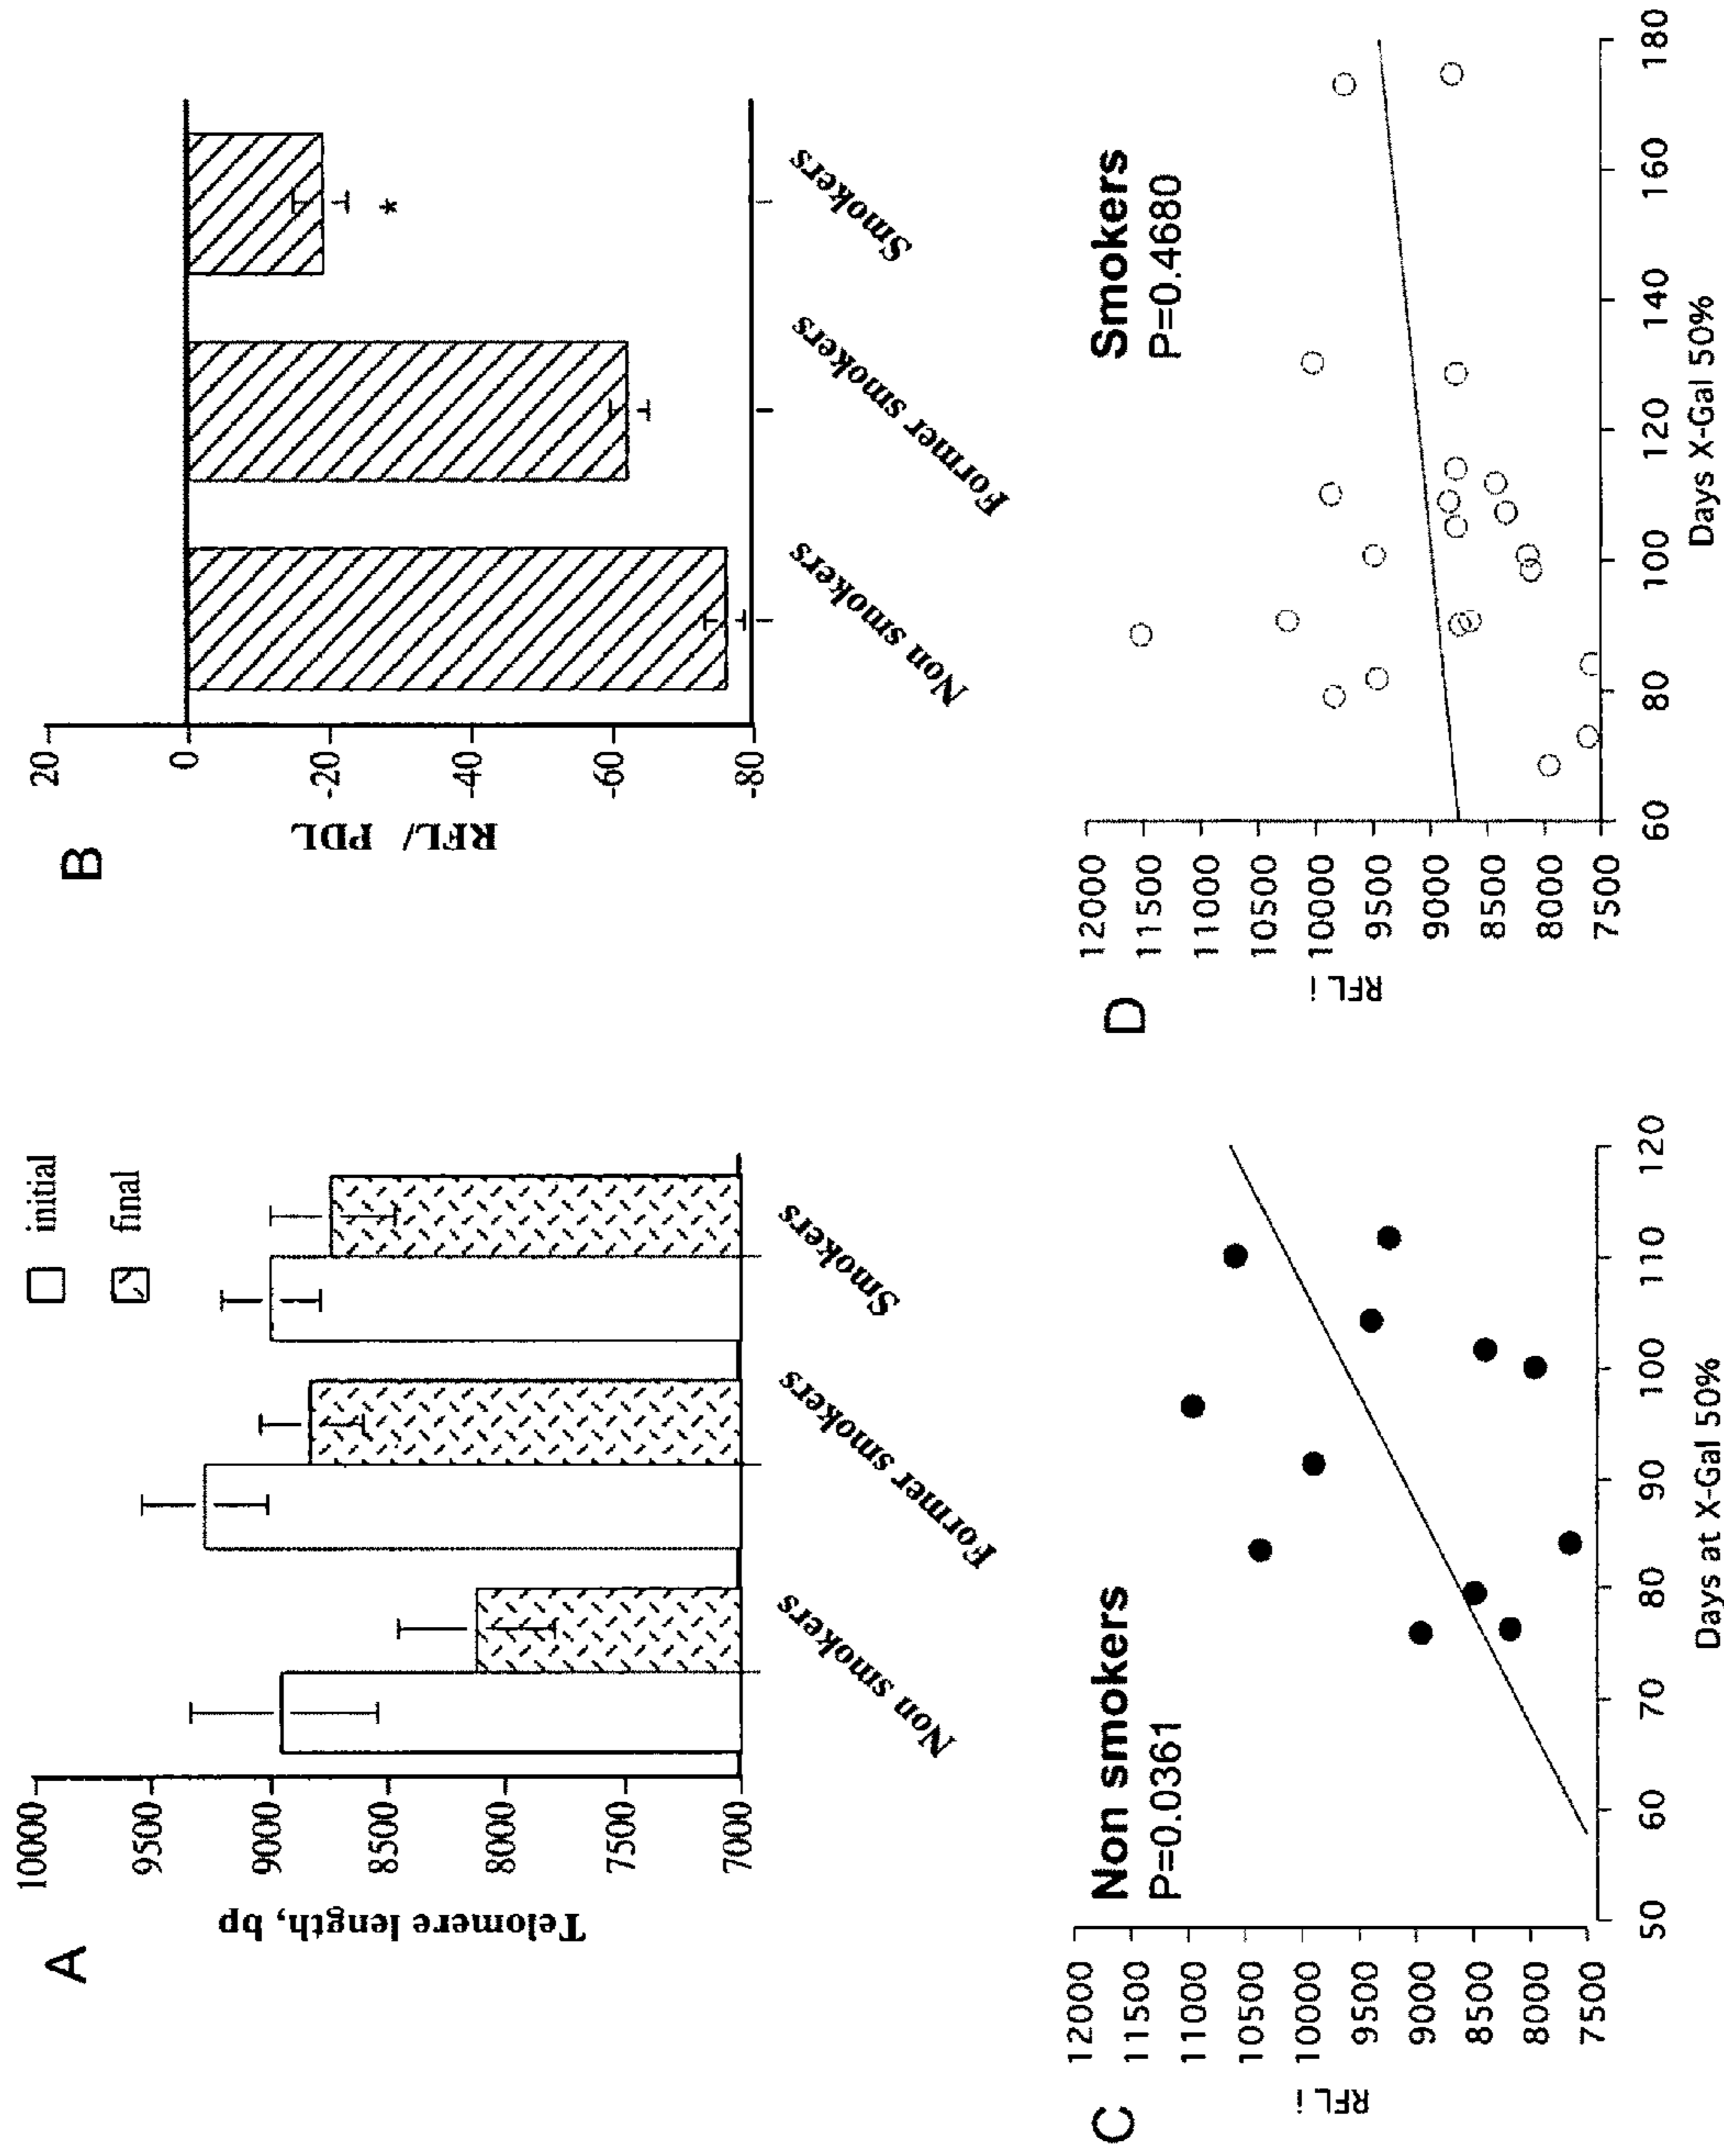 A
Telomere length, bp
10000
9500
9000
8500
8000
7500
7000
initial
final
Non smokers
Former smokers
Smokers
B
RFL/ PDL
20
0
-20
-40
-60
-80
*
Non smokers
Former smokers
Smokers
C
Non smokers
P=0.0361
RFL i
12000
11500
11000
10500
10000
9500
9000
8500
8000
7500
50 60 70 80 90 100 110 120
Days at X-Gal 50%
D
Smokers
P=0.4680
RFL i
12000
11500
11000
10500
10000
9500
9000
8500
8000
7500
60 80 100 120 140 160 180
Days X-Gal 50%